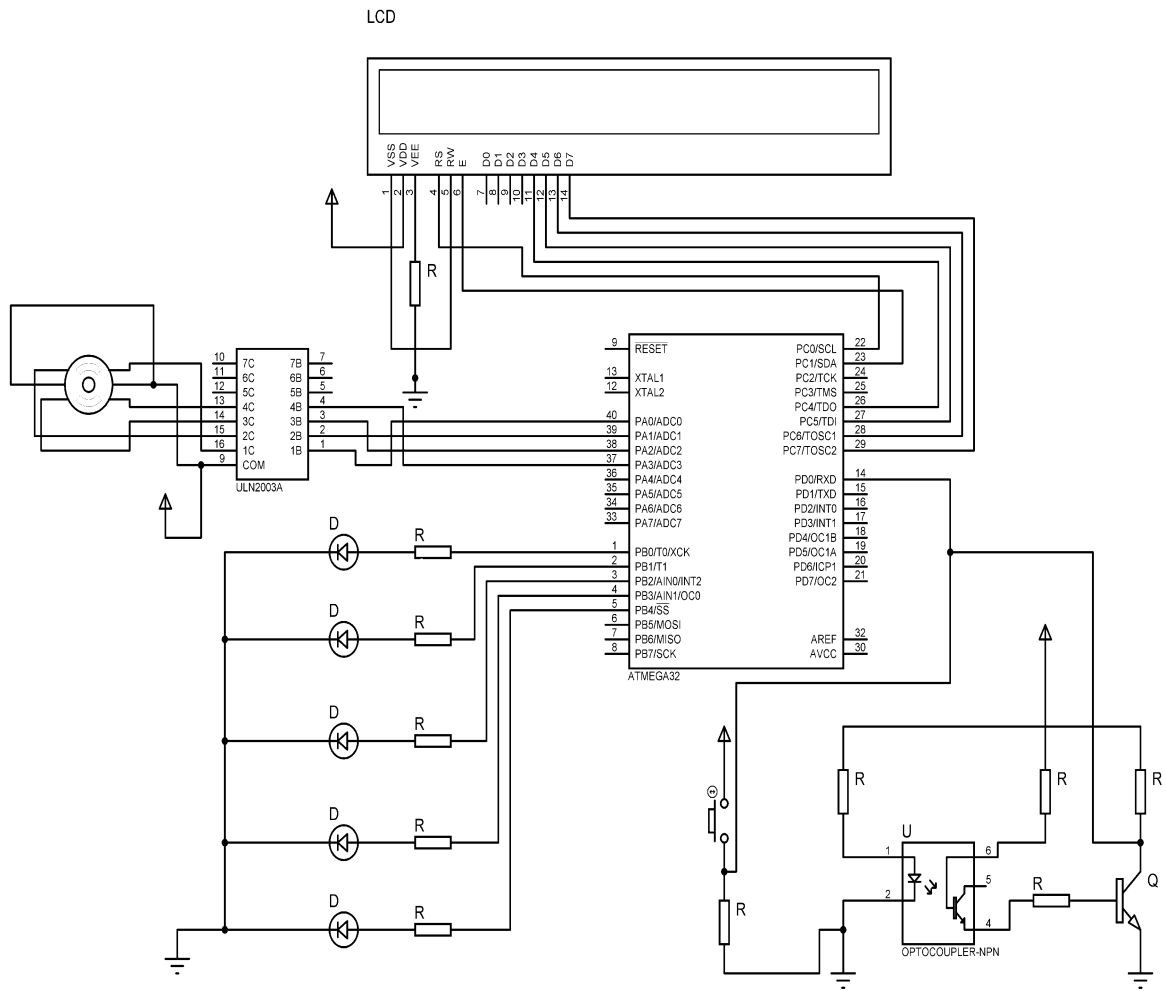 LCD
VSS VDD VEE RS RW E D0 D1 D2 D3 D4 D5 D6 D7
1 2 3 4 5 6 7 8 9 10 11 12 13 14
R
10 7C 7B 7
11 6C 6B 6
12 5C 5B 5
13 4C 4B 4
14 3C 3B 3
15 2C 2B 2
16 1C 1B 1
9 COM
ULN2003A
9 RESET
13 XTAL1
12 XTAL2
40 PA0/ADC0
39 PA1/ADC1
38 PA2/ADC2
37 PA3/ADC3
36 PA4/ADC4
35 PA5/ADC5
34 PA6/ADC6
33 PA7/ADC7
1 PB0/T0/XCK
2 PB1/T1
3 PB2/AIN0/INT2
4 PB3/AIN1/OC0
5 PB4/SS
6 PB5/MOSI
7 PB6/MISO
8 PB7/SCK
PC0/SCL 22
PC1/SDA 23
PC2/TCK 24
PC3/TMS 25
PC4/TDO 26
PC5/TDI 27
PC6/TOSC1 28
PC7/TOSC2 29
PD0/RXD 14
PD1/TXD 15
PD2/INT0 16
PD3/INT1 17
PD4/OC1B 18
PD5/OC1A 19
PD6/ICP1 20
PD7/OC2 21
AREF 32
AVCC 30
ATMEGA32
D R
D R
D R
D R
D R
R
R
R
R
U
1
2
6
5
4
R
Q
OPTOCOUPLER-NPN